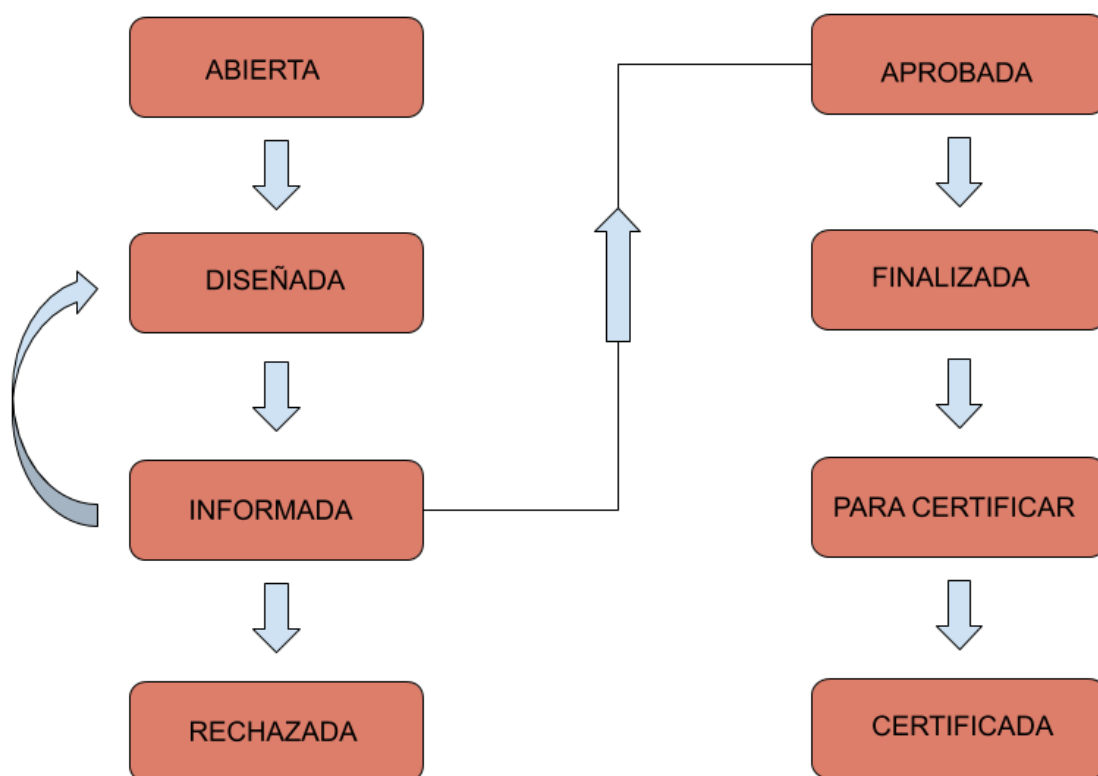 ABIERTA
DISEÑADA
INFORMADA
RECHAZADA
APROBADA
FINALIZADA
PARA CERTIFICAR
CERTIFICADA